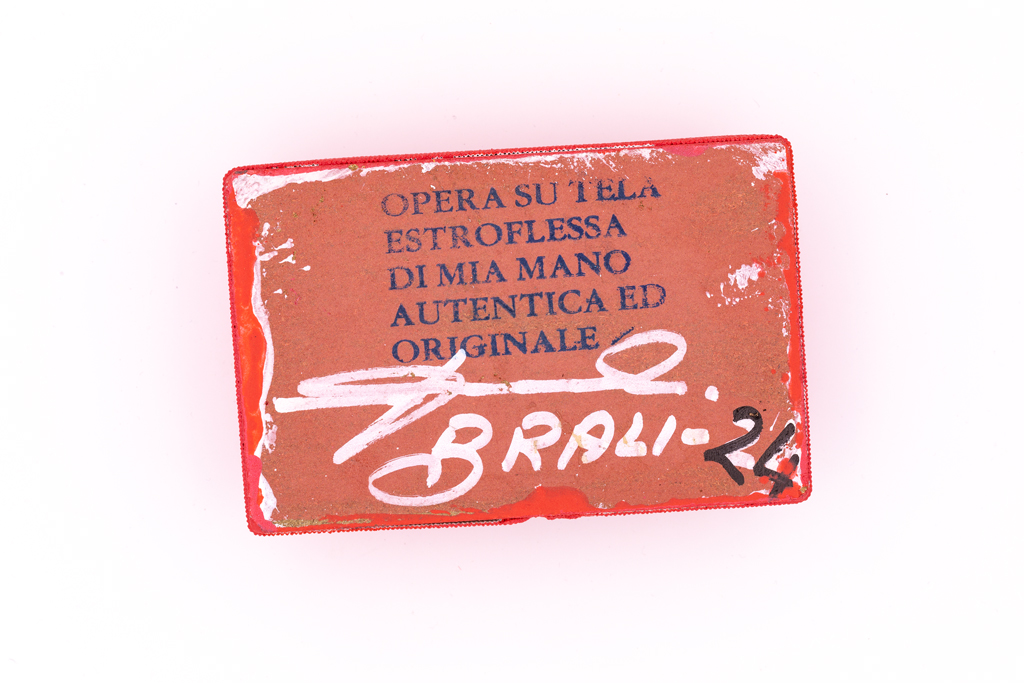 OPERA SU TELA
ESTROFLESSA
DI MIA MANO
AUTENTICA ED
ORIGINALE
BRALI-24